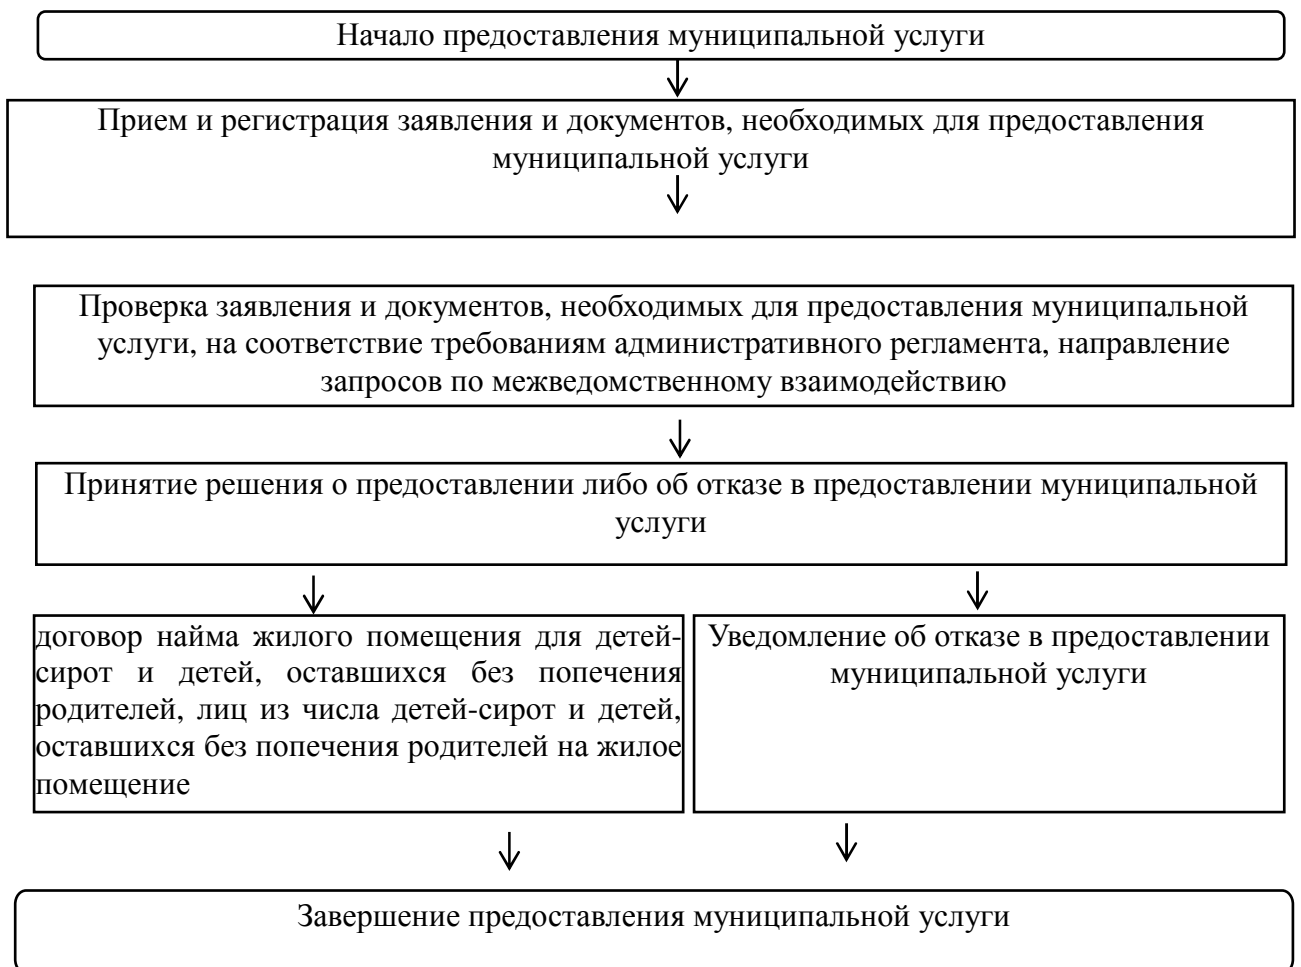 Начало предоставления муниципальной услуги
Прием и регистрация заявления и документов, необходимых для предоставления
муниципальной услуги
Проверка заявления и документов, необходимых для предоставления муниципальной
услуги, на соответствие требованиям административного регламента, направление
запросов по межведомственному взаимодействию
Принятие решения о предоставлении либо об отказе в предоставлении муниципальной
услуги
договор найма жилого помещения для детей-
сирот и детей, оставшихся без попечения
родителей, лиц из числа детей-сирот и детей,
оставшихся без попечения родителей на жилое
помещение
Уведомление об отказе в предоставлении
муниципальной услуги
Завершение предоставления муниципальной услуги